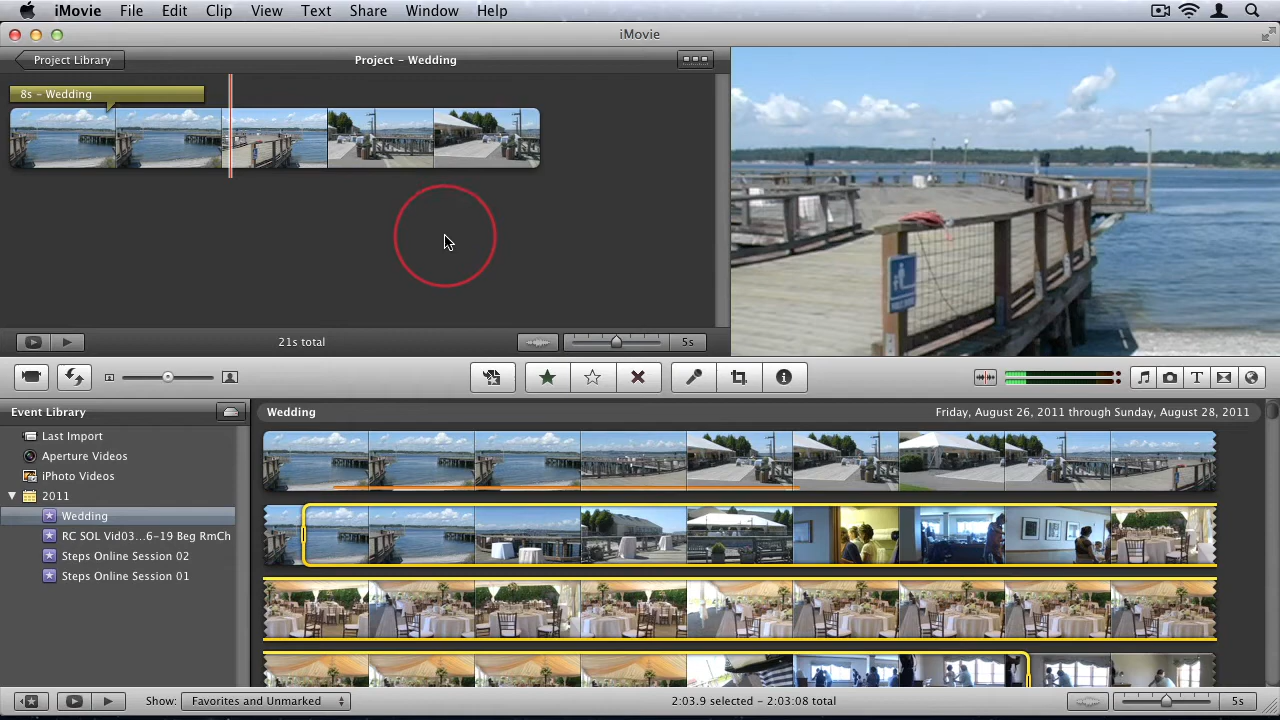 iMovie File Edit Clip View Text Share Window Help
iMovie
Project Library
Project – Wedding
8s – Wedding
21s total
5s
Event Library
Wedding
Friday, August 26, 2011 through Sunday, August 28, 2011
Last Import
Aperture Videos
iPhoto Videos
2011
Wedding
RC SOL Vid03...6–19 Beg RmCh
Steps Online Session 02
Steps Online Session 01
Show: Favorites and Unmarked
2:03.9 selected – 2:03:08 total
5s